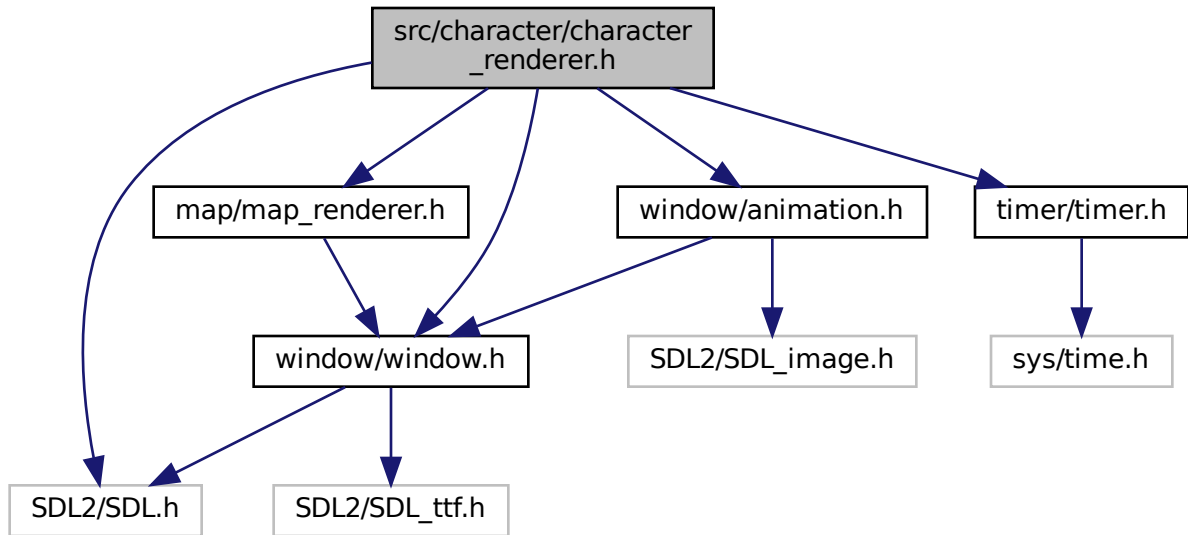 src/character/character
_renderer.h
map/map_renderer.h
window/animation.h
timer/timer.h
window/window.h
SDL2/SDL_image.h
sys/time.h
SDL2/SDL.h
SDL2/SDL_ttf.h